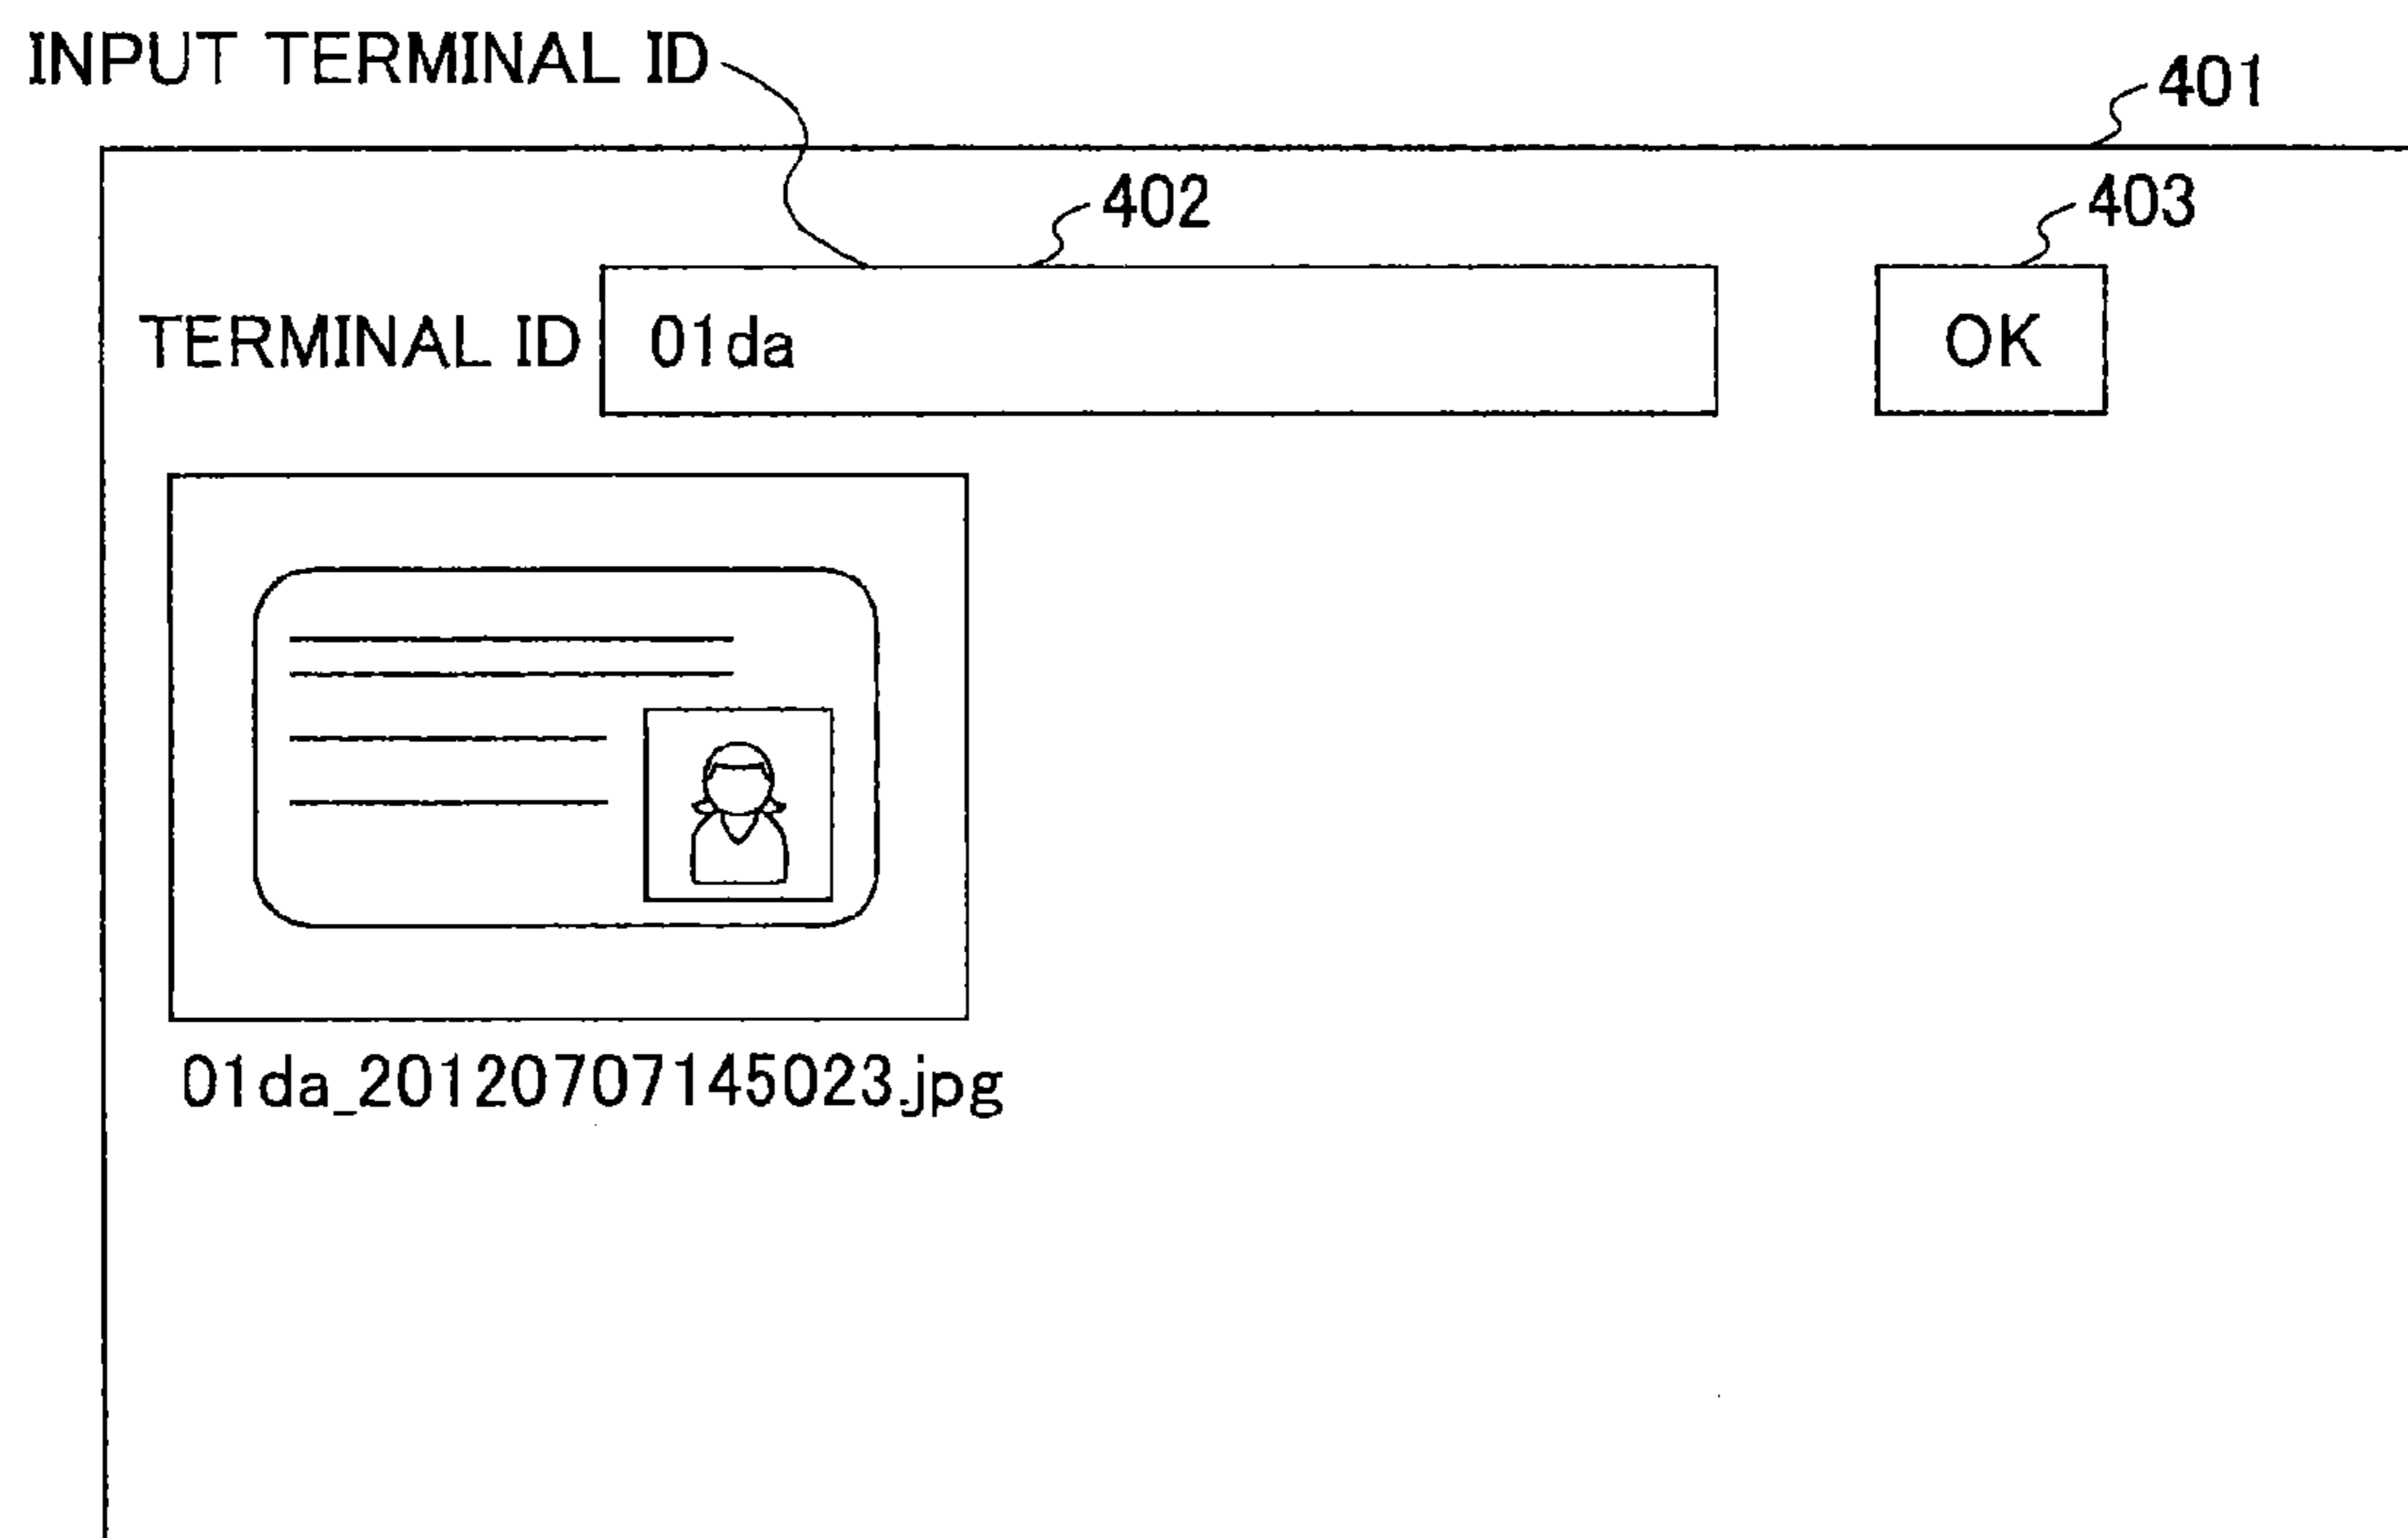 INPUT TERMINAL ID
401
402
403
TERMINAL ID 01da OK
01da_20120707145023.jpg